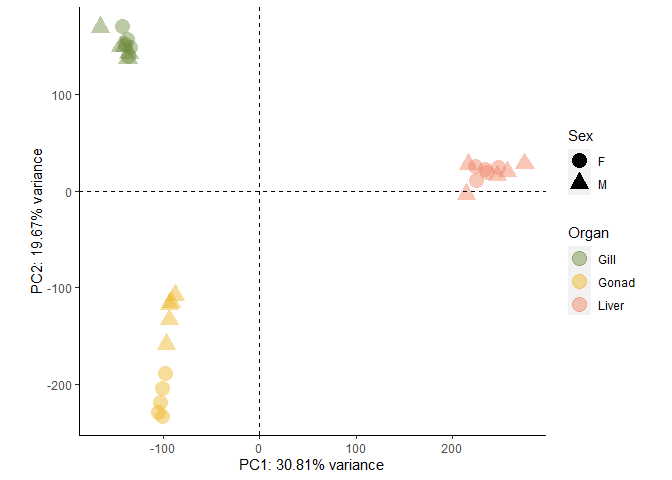 100
0
-100
-200
PC2: 19.67% variance
-100
0
100
200
PC1: 30.81% variance
Sex
F
M
Organ
Gill
Gonad
Liver